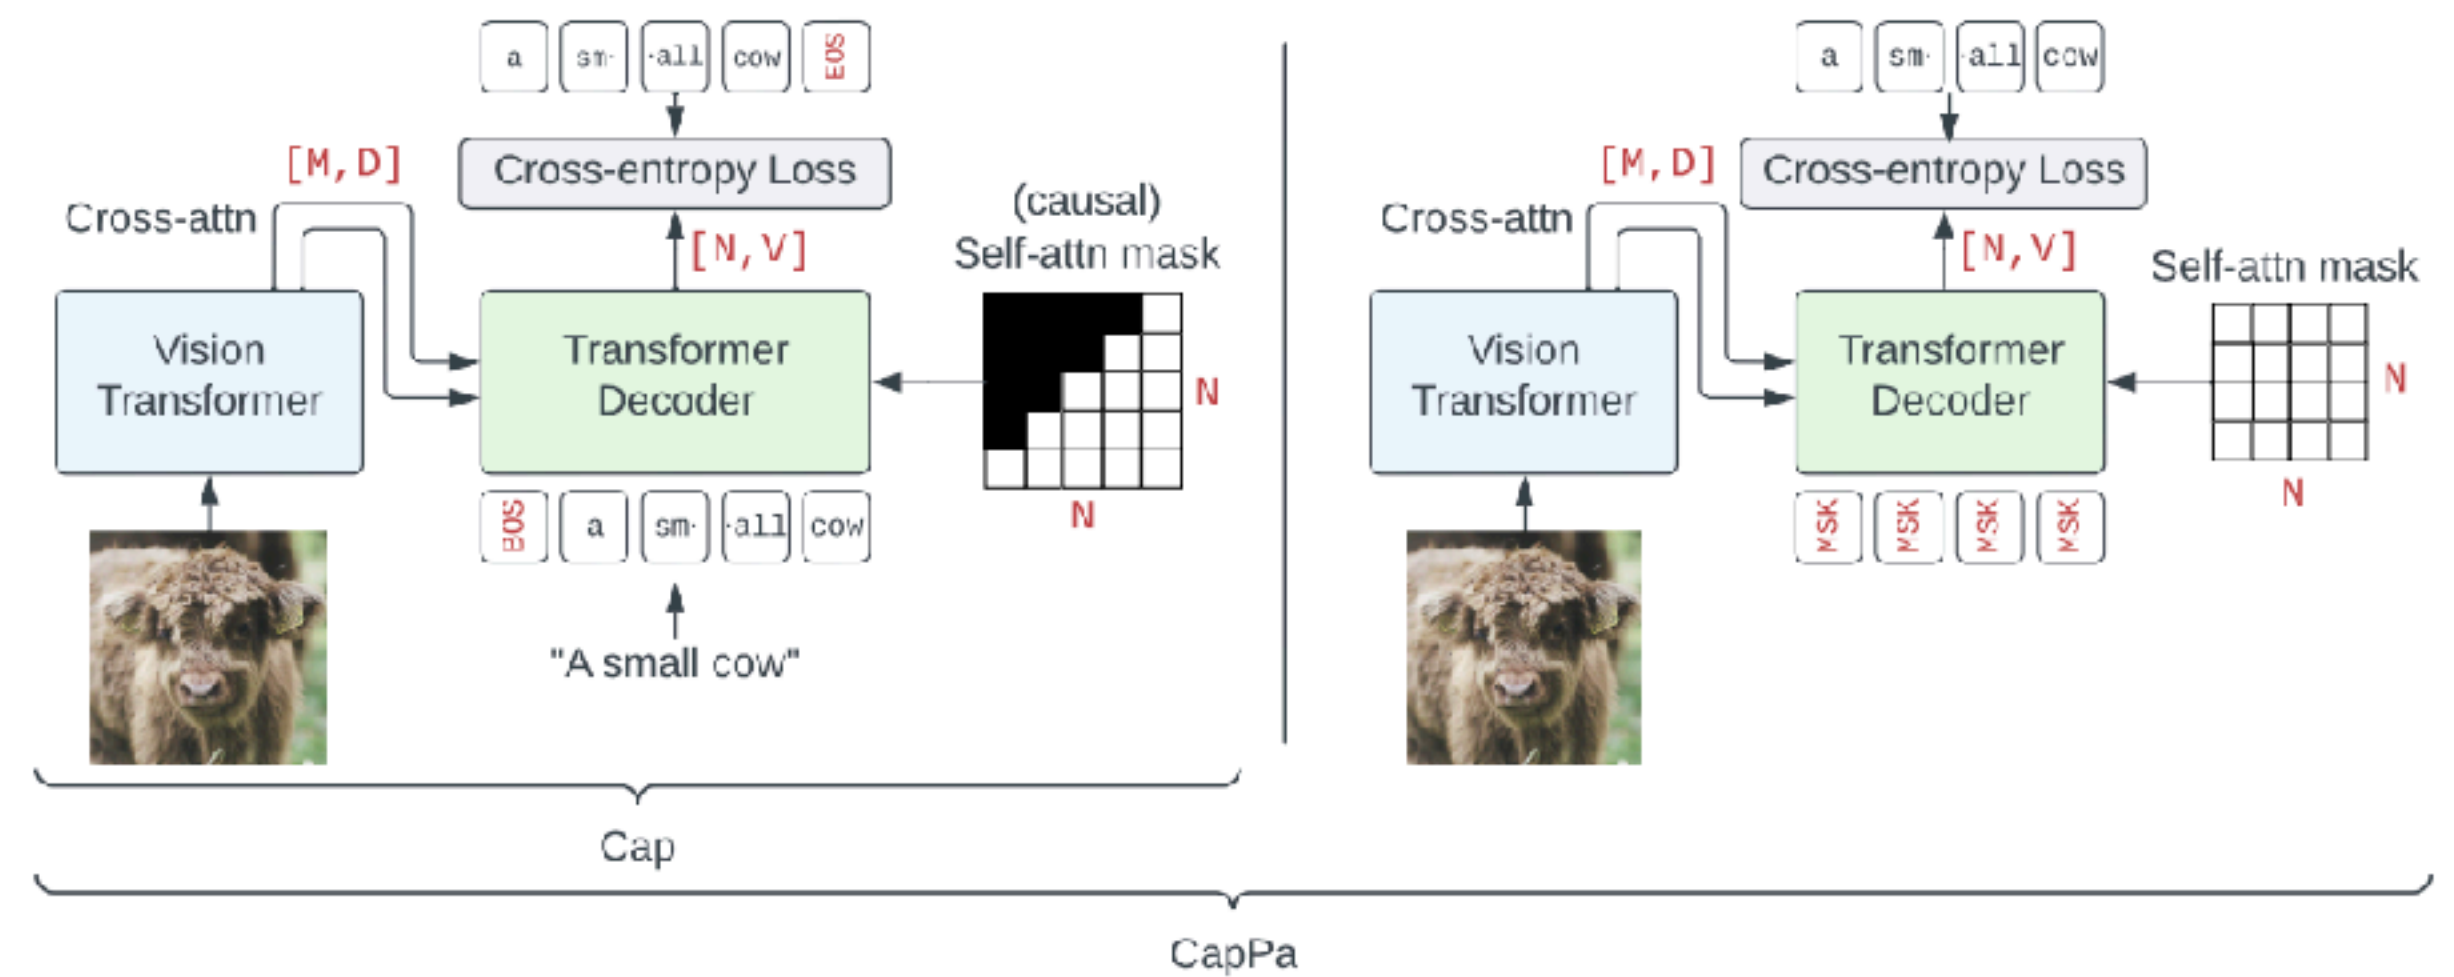 a sm· ·all cow EOS
[M,D]
Cross-attn
Cross-entropy Loss
[N,V]
(causal)
Self-attn mask
Vision
Transformer
Transformer
Decoder
N
N
BOS a sm· ·all cow
"A small cow"
Cap
a sm· ·all cow
[M,D]
Cross-attn
Cross-entropy Loss
[N,V]
Self-attn mask
Vision
Transformer
Transformer
Decoder
N
N
MSK MSK MSK MSK
CapPa